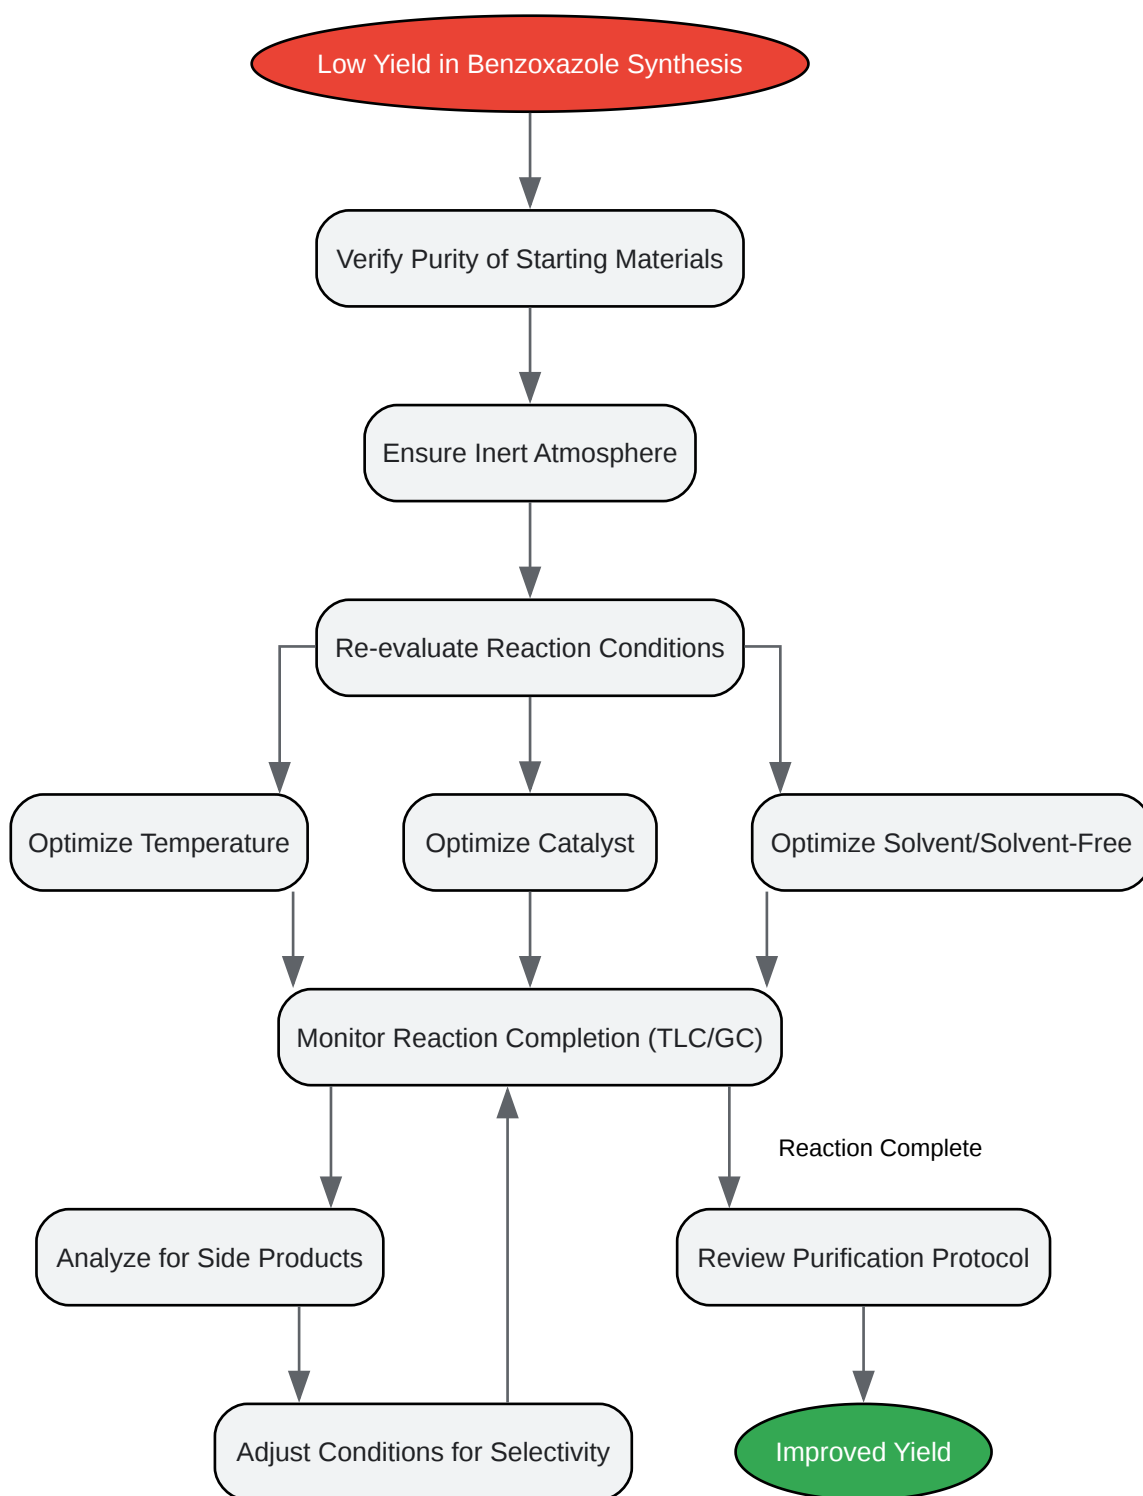 Low Yield in Benzoxazole Synthesis
Verify Purity of Starting Materials
Ensure Inert Atmosphere
Re-evaluate Reaction Conditions
Optimize Temperature
Optimize Catalyst
Optimize Solvent/Solvent-Free
Monitor Reaction Completion (TLC/GC)
Reaction Complete
Analyze for Side Products
Review Purification Protocol
Adjust Conditions for Selectivity
Improved Yield